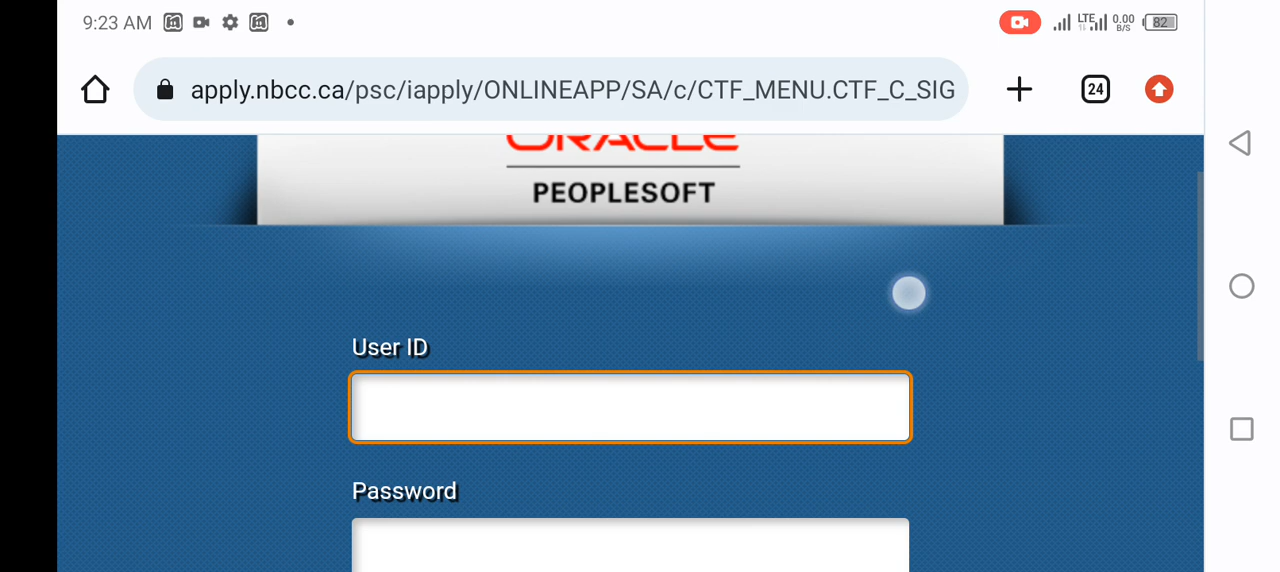 9:23 AM LTE 0.00 B/S 82
apply.nbcc.ca/psc/iapply/ONLINEAPP/SA/c/CTF_MENU.CTF_C_SIG 24
ORACLE
PEOPLESOFT
User ID
Password